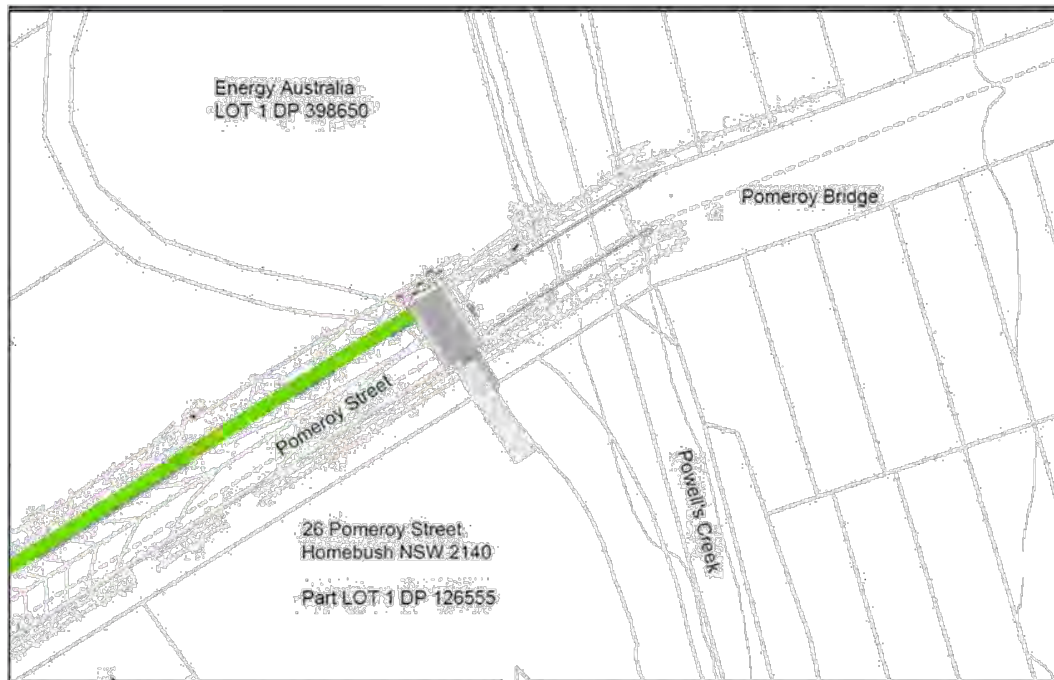 Energy Australia
LOT 1 DP 398650
Pomeroy Bridge
Pomeroy Street
Powell's Creek
26 Pomeroy Street
Homebush NSW 2140
Part LOT 1 DP 126555